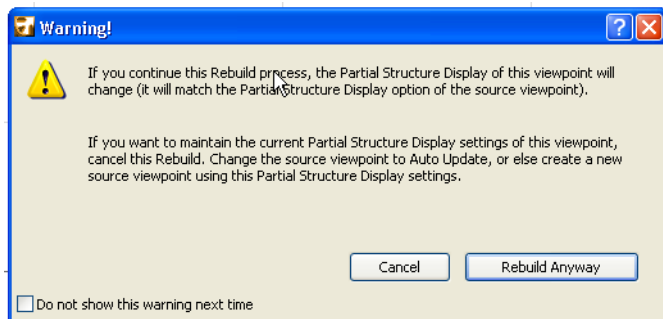 Warning!
If you continue this Rebuild process, the Partial Structure Display of this viewpoint will
change (it will match the Partial Structure Display option of the source viewpoint).
If you want to maintain the current Partial Structure Display settings of this viewpoint,
cancel this Rebuild. Change the source viewpoint to Auto Update, or else create a new
source viewpoint using this Partial Structure Display settings.
Cancel
Rebuild Anyway
Do not show this warning next time